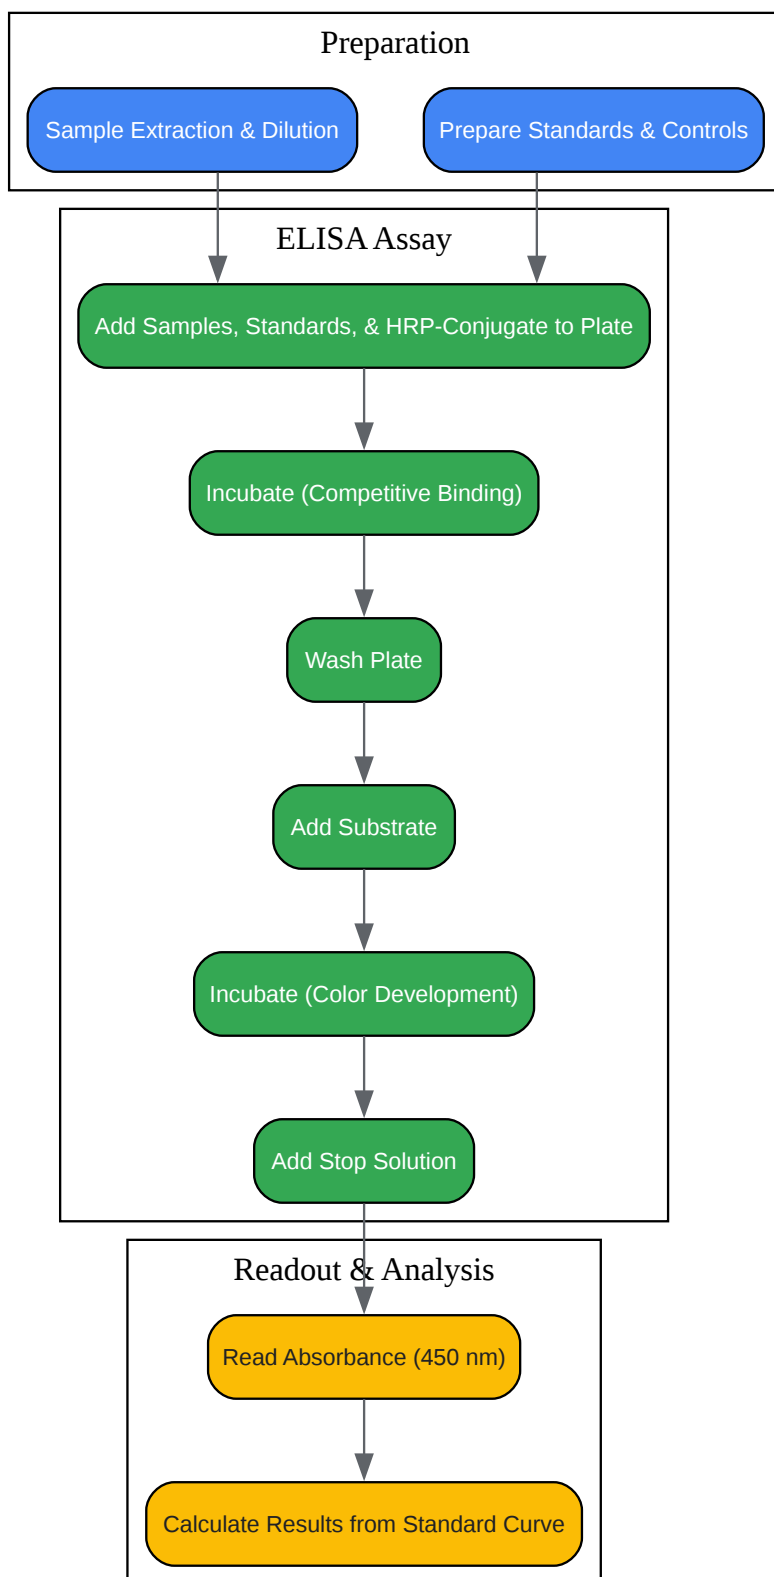 Preparation
Sample Extraction & Dilution
Prepare Standards & Controls
ELISA Assay
Add Samples, Standards, & HRP-Conjugate to Plate
Incubate (Competitive Binding)
Wash Plate
Add Substrate
Incubate (Color Development)
Add Stop Solution
Readout & Analysis
Read Absorbance (450 nm)
Calculate Results from Standard Curve